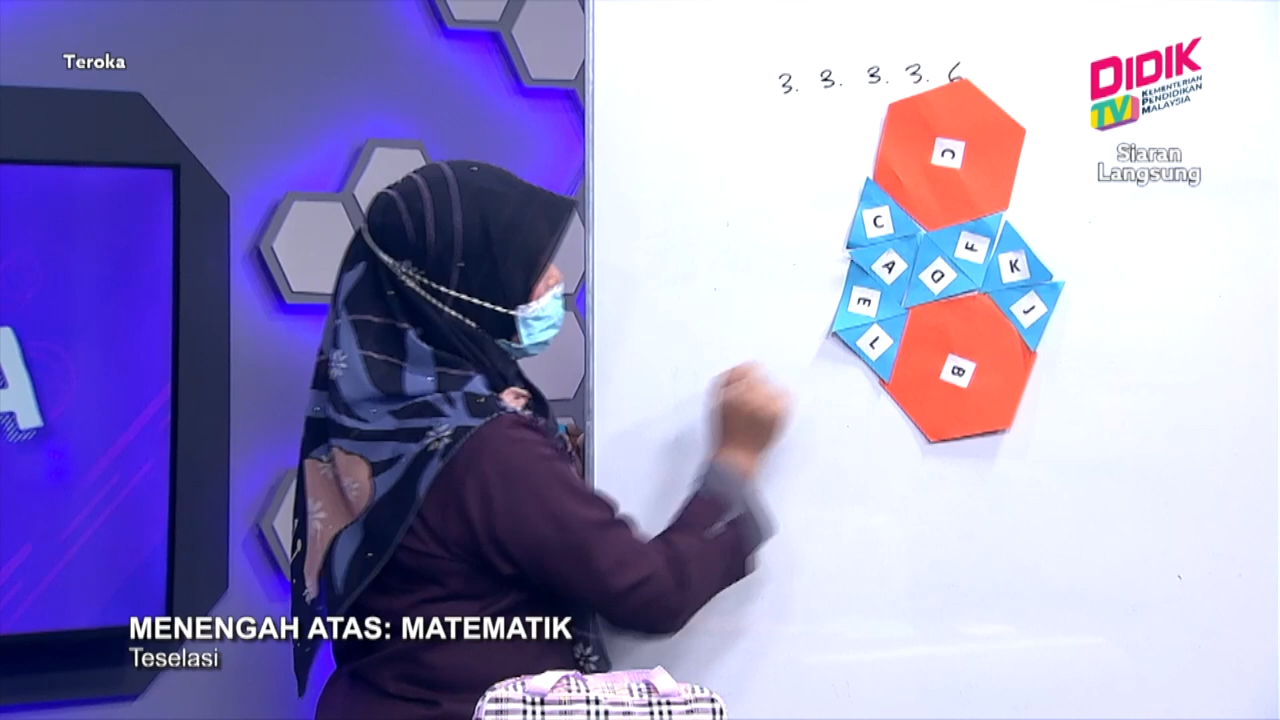 Teroka
3. 3. 3. 3. 6
DIDIK
TV
KEMENTERIAN
PENDIDIKAN
MALAYSIA
Siaran
Langsung
C
C
F
K
A
D
E
J
L
B
A
MENENGAH ATAS: MATEMATIK
Teselasi